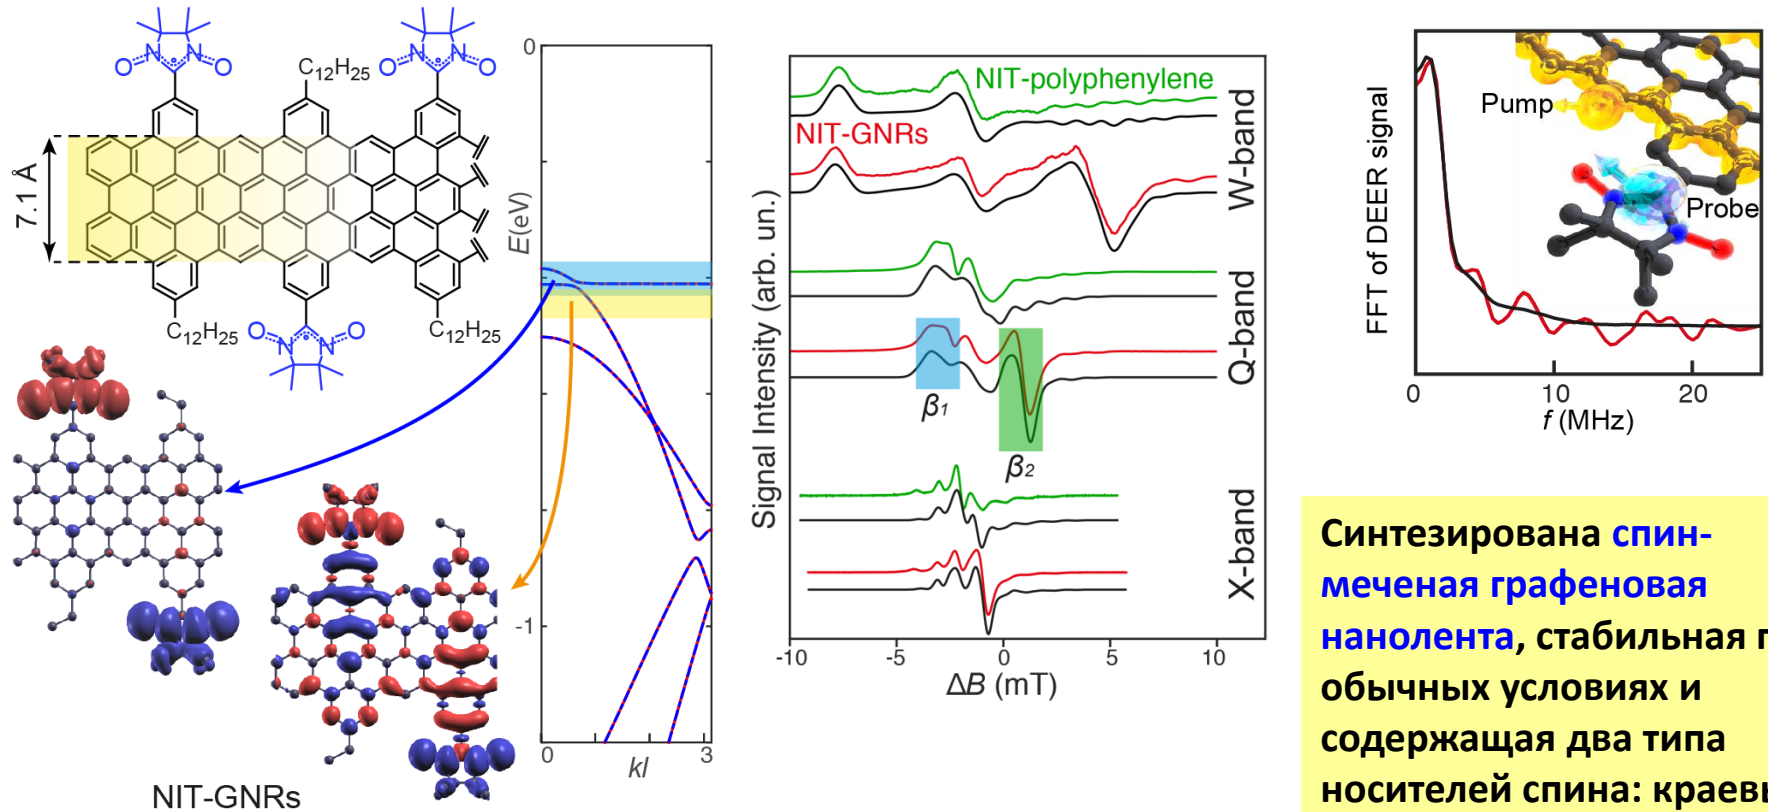 N N
O O
C12H25
N N
O O
7.1 Å
C12H25
O N N O
C12H25
NIT-GNRs
0
E(eV)
-1
0 3
kl
NIT-polyphenylene
NIT-GNRs
W-band
Q-band
X-band
β1
β2
Signal Intensity (arb. un.)
-10 -5 0 5 10
ΔB (mT)
FFT of DEER signal
Pump
Probe
0 10 20
f (MHz)
Синтезирована спин-
меченая графеновая
нанолента, стабильная
обычных условиях и
содержащая два типа
носителей спина: